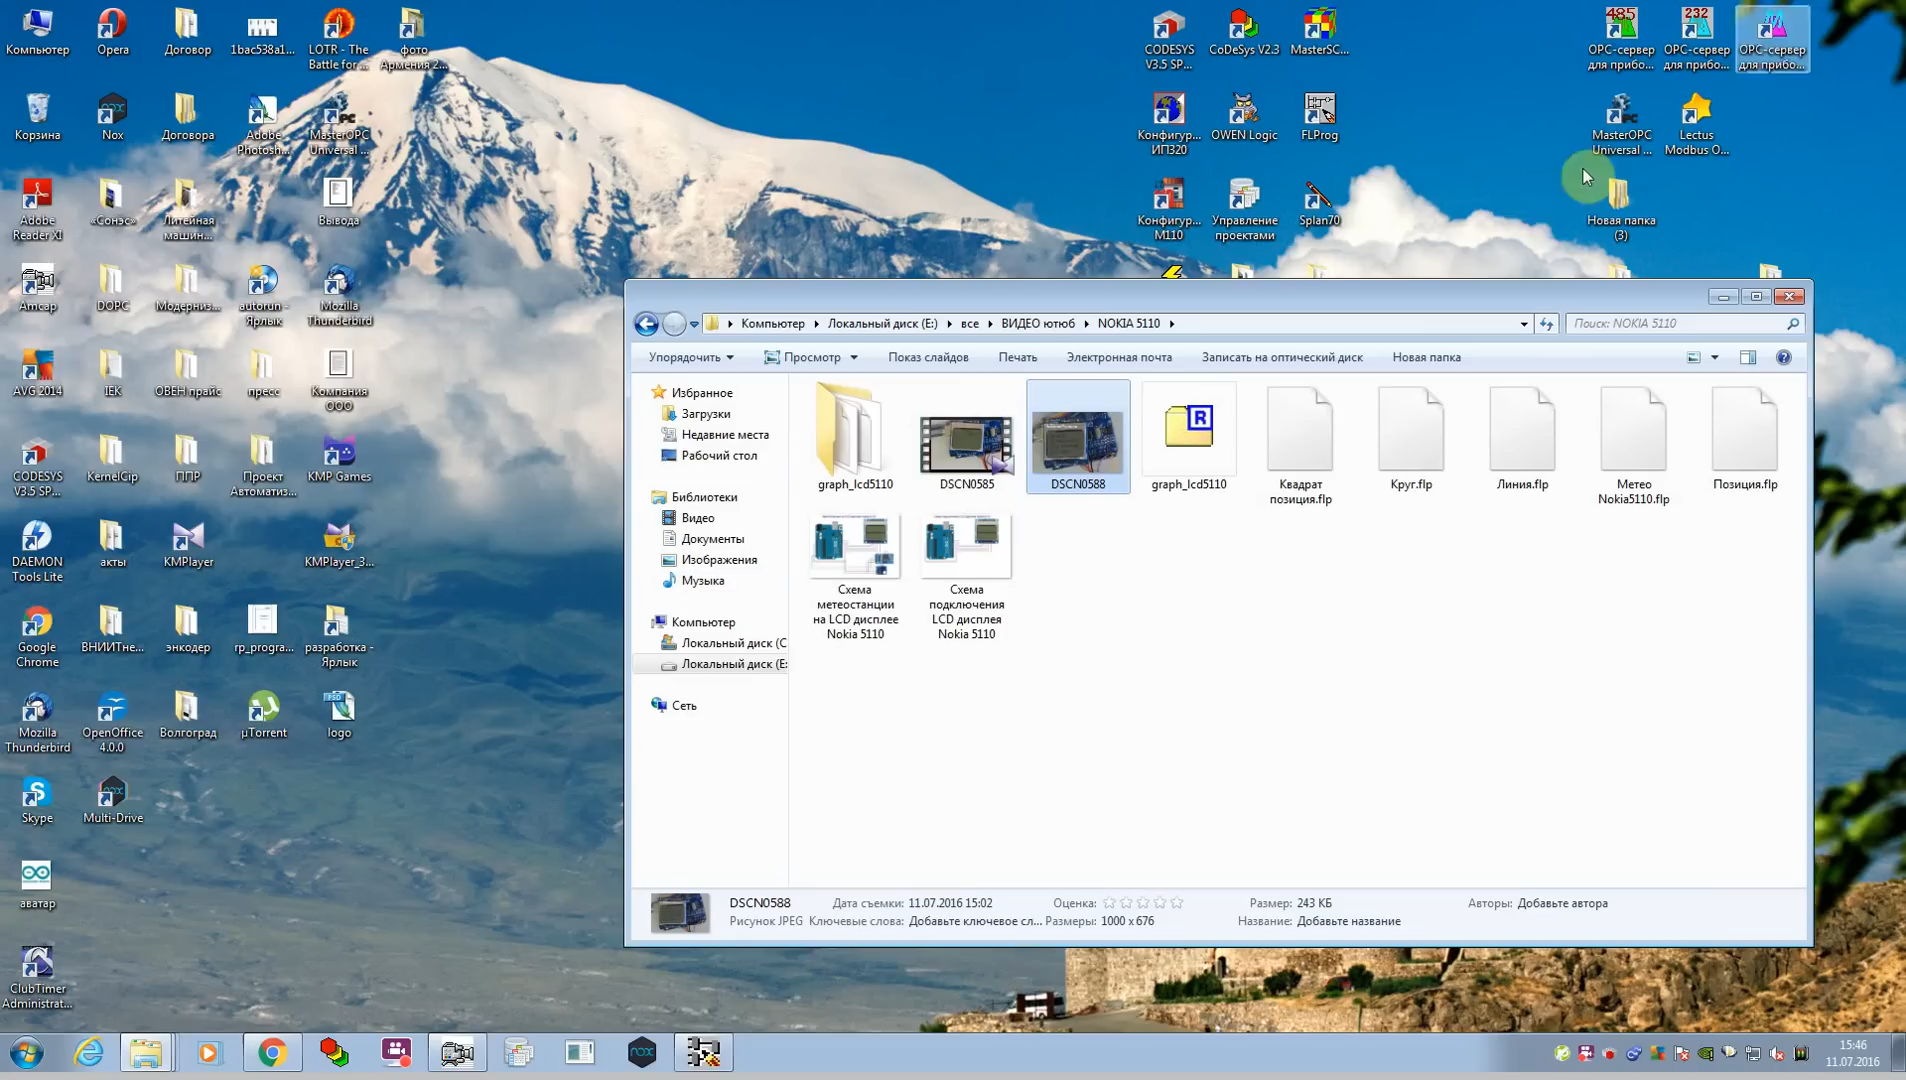 Компьютер
Opera
Договор
1bac538a1...
LOTR - The
Battle for ...
фото
Армения 2...
Корзина
Nox
Договора
Adobe
Photosh...
MasterOPC
Universal ...
Adobe
Reader XI
«Сонэс»
Литейная
машин...
Вывода
Amcap
DOPC
Модерниз...
autorun -
Ярлык
Mozilla
Thunderbird
AVG 2014
IEK
ОВЕН прайс
пресс
Компания
ООО
CODESYS
V3.5 SP...
KernelCip
ППР
Проект
Автоматиз...
KMP Games
DAEMON
Tools Lite
акты
KMPlayer
KMPlayer_3...
Google
Chrome
ВНИИТне...
энкодер
rp_progra...
разработка -
Ярлык
Mozilla
Thunderbird
OpenOffice
4.0.0
Волгоград
µTorrent
logo
Skype
Multi-Drive
аватар
ClubTimer
Administrat...
CODESYS
V3.5 SP...
CoDeSys V2.3
MasterSC...
Конфигур...
ИП320
OWEN Logic
FLProg
Конфигур...
М110
Управление
проектами
Splan70
485
OPC-сервер
для прибо...
232
OPC-сервер
для прибо...
OPC-сервер
для прибо...
MasterOPC
Universal ...
Lectus
Modbus O...
Новая папка
(3)
Компьютер
Локальный диск (E:)
все
ВИДЕО ютюб
NOKIA 5110
Поиск: NOKIA 5110
Упорядочить
Просмотр
Показ слайдов
Печать
Электронная почта
Записать на оптический диск
Новая папка
Избранное
Загрузки
Недавние места
Рабочий стол
Библиотеки
Видео
Документы
Изображения
Музыка
Компьютер
Локальный диск (C
Локальный диск (E:
Сеть
graph_lcd5110
DSCN0585
DSCN0588
R
graph_lcd5110
Квадрат
позиция.flp
Круг.flp
Линия.flp
Метео
Nokia5110.flp
Позиция.flp
Схема
метеостанции
на LCD дисплее
Nokia 5110
Схема
подключения
LCD дисплея
Nokia 5110
DSCN0588
Дата съемки: 11.07.2016 15:02
Оценка:
Размер: 243 КБ
Авторы: Добавьте автора
Рисунок JPEG
Ключевые слова: Добавьте ключевое сл...
Размеры: 1000 x 676
Название: Добавьте название
nox
15:46
11.07.2016